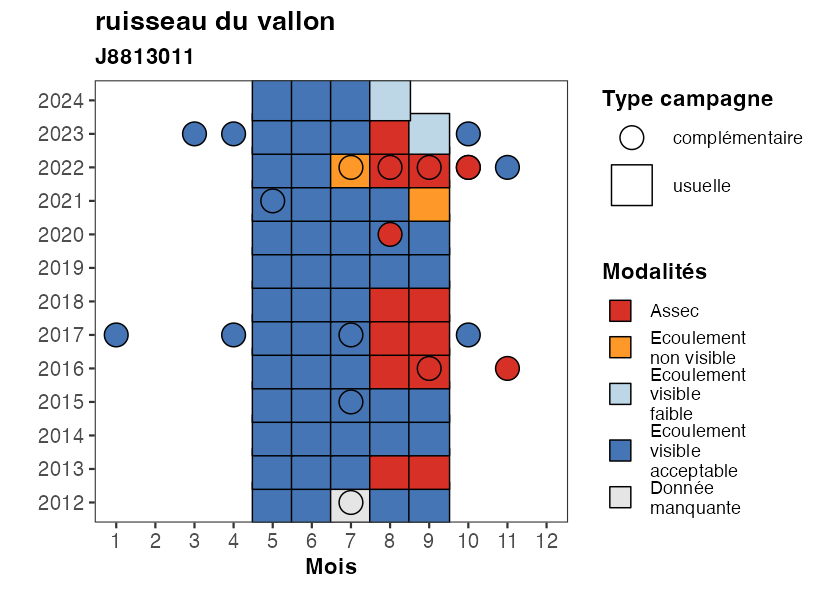 ruisseau du vallon
J8813011
2024
2023
2022
2021
2020
2019
2018
2017
2016
2015
2014
2013
2012
1 2 3 4 5 6 7 8 9 10 11 12
Mois
Type campagne
complémentaire
usuelle
Modalités
Assec
Ecoulement
non visible
Ecoulement
visible
faible
Ecoulement
visible
acceptable
Donnée
manquante